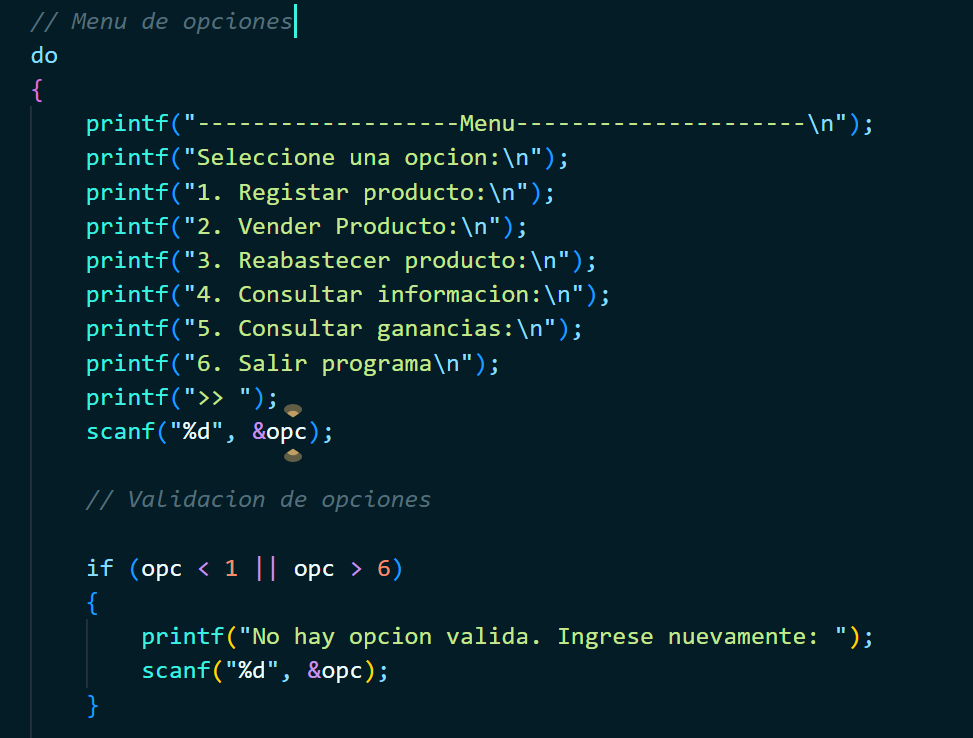 // Menu de opciones
do
{
    printf("-------------------Menu---------------------\n");
    printf("Seleccione una opcion:\n");
    printf("1. Registar producto:\n");
    printf("2. Vender Producto:\n");
    printf("3. Reabastecer producto:\n");
    printf("4. Consultar informacion:\n");
    printf("5. Consultar ganancias:\n");
    printf("6. Salir programa\n");
    printf(">> ");
    scanf("%d", &opc);
    // Validacion de opciones
    if (opc < 1 || opc > 6)
    {
        printf("No hay opcion valida. Ingrese nuevamente: ");
        scanf("%d", &opc);
    }